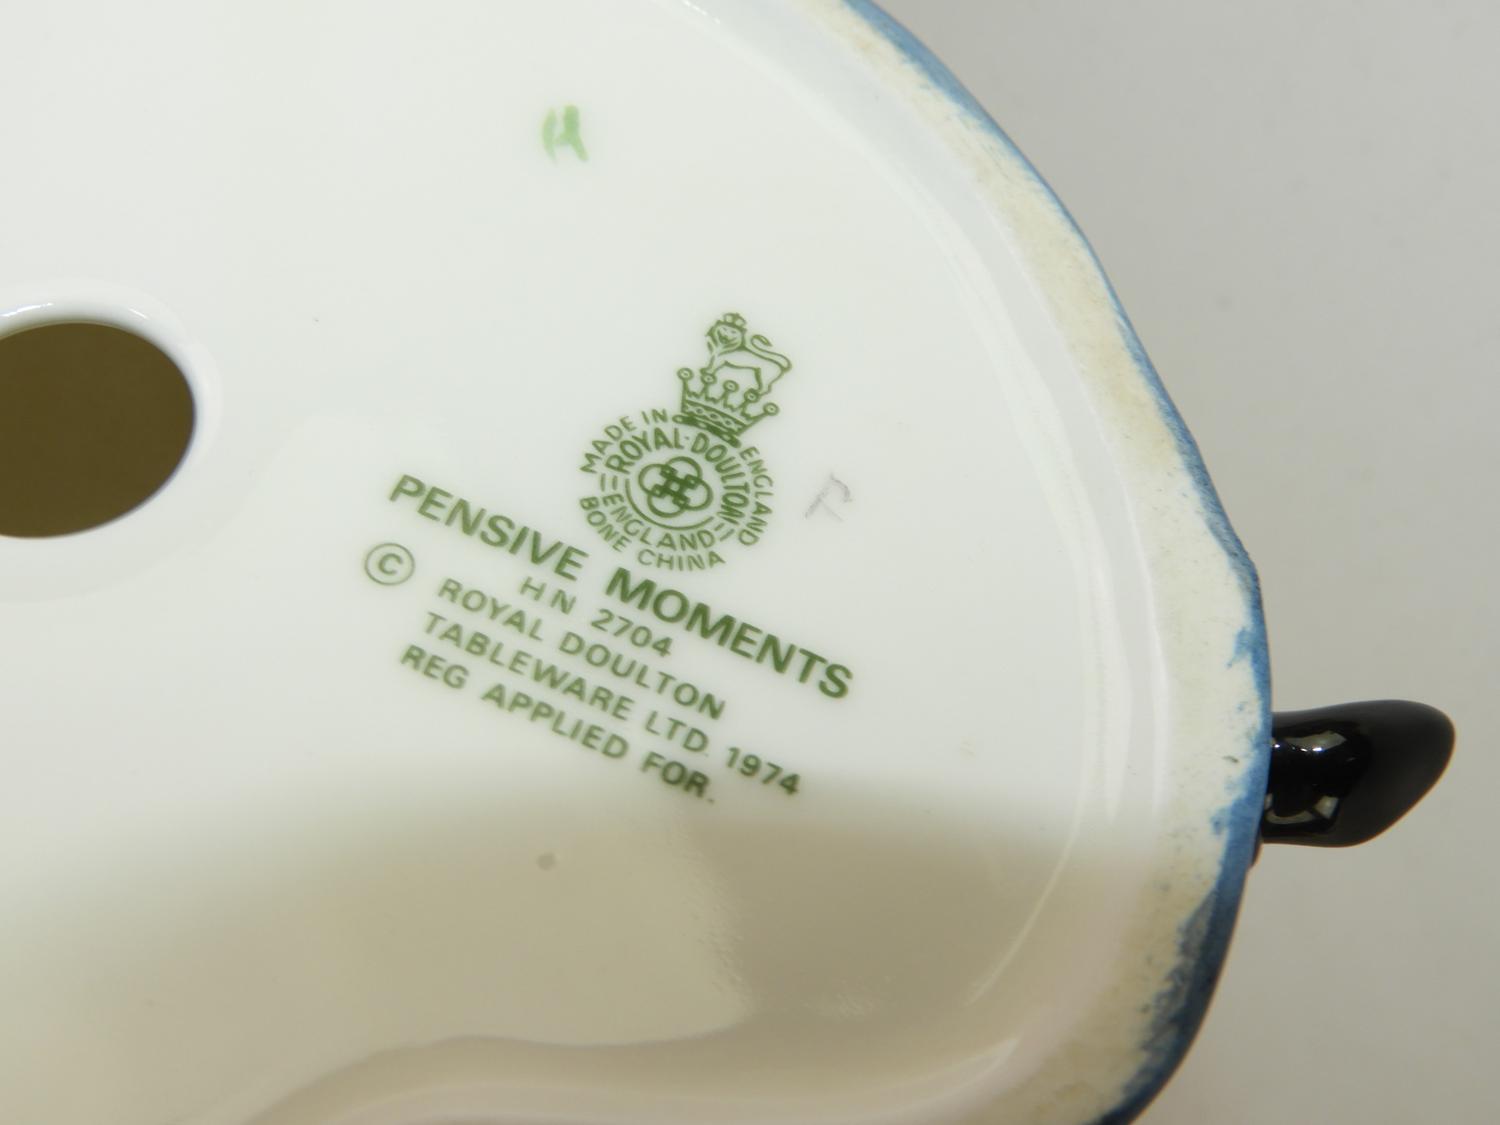 MADE IN ENGLAND
ROYAL·DOULTON
ENGLAND
BONE CHINA
PENSIVE MOMENTS
HN 2704
© ROYAL DOULTON
TABLEWARE LTD. 1974
REG APPLIED FOR.